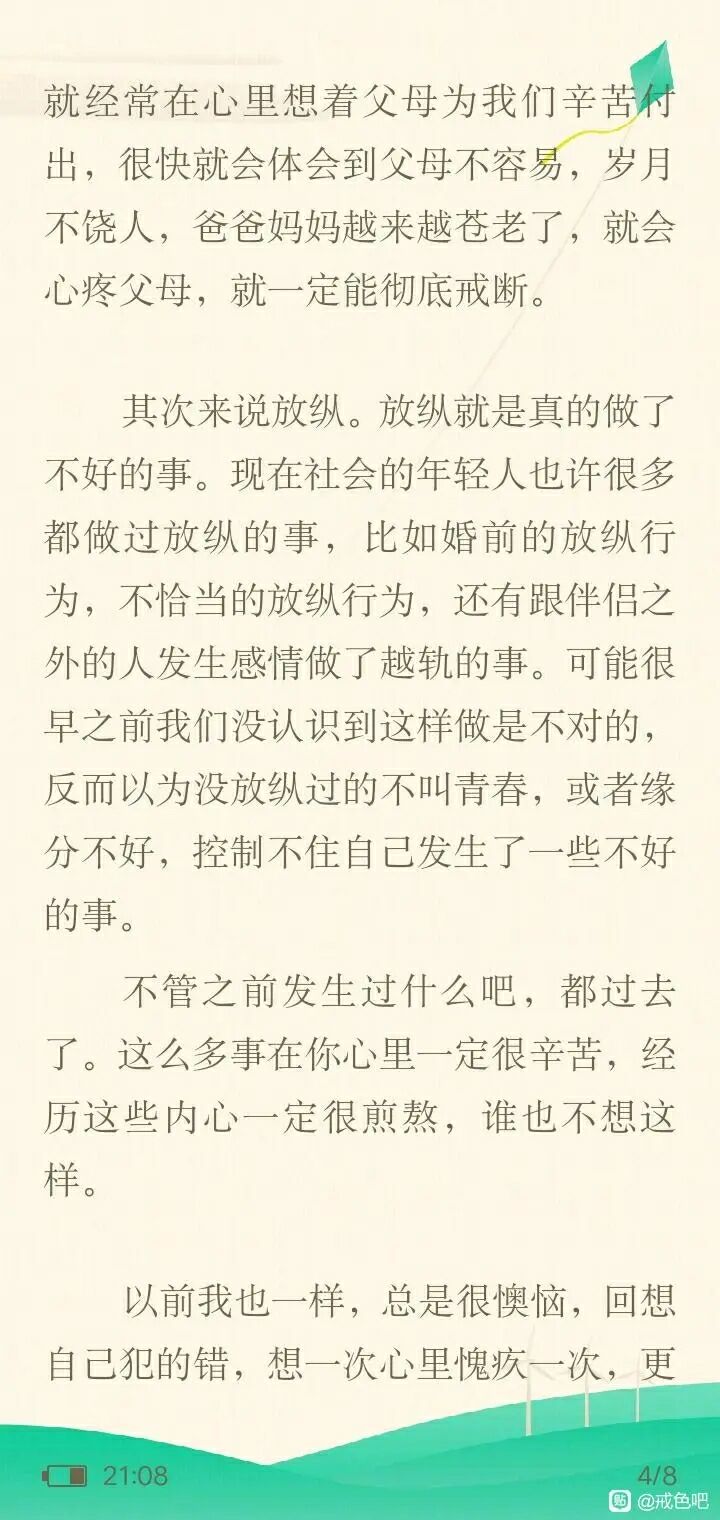 就经常在心里想着父母为我们辛苦付
出，很快就会体会到父母不容易，岁月
不饶人，爸爸妈妈越来越苍老了，就会
心疼父母，就一定能彻底戒断。
其次来说放纵。放纵就是真的做了
不好的事。现在社会的年轻人也许很多
都做过放纵的事，比如婚前的放纵行
为，不恰当的放纵行为，还有跟伴侣之
外的人发生感情做了越轨的事。可能很
早之前我们没认识到这样做是不对的，
反而以为没放纵过的不叫青春，或者缘
分不好，控制不住自己发生了一些不好
的事。
不管之前发生过什么吧，都过去
了。这么多事在你心里一定很辛苦，经
历这些内心一定很煎熬，谁也不想这
样。
以前我也一样，总是很懊恼，回想
自己犯的错，想一次心里愧疚一次，更
21:08
4/8
贴 @戒色吧